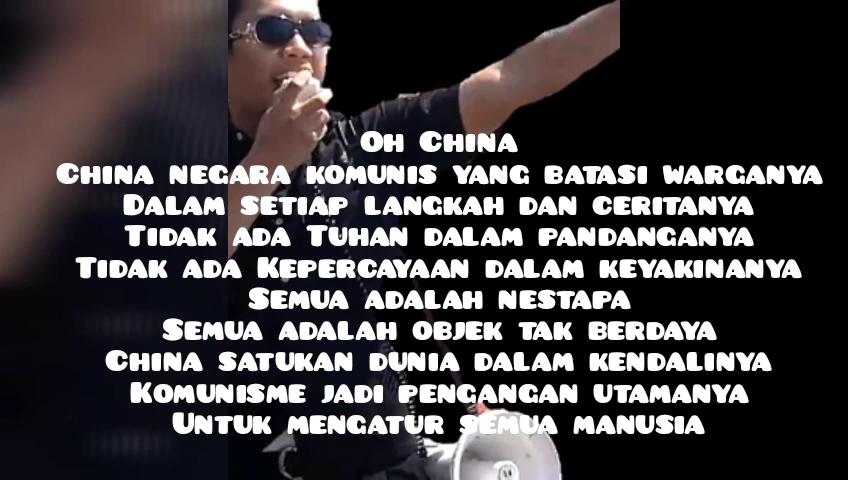 Oh China
China negara komunis yang batasi warganya
Dalam setiap langkah dan ceritanya
Tidak ada Tuhan dalam pandanganya
Tidak ada Kepercayaan dalam keyakinanya
Semua adalah nestapa
Semua adalah objek tak berdaya
China satukan dunia dalam kendalinya
Komunisme jadi pengangan utamanya
Untuk mengatur semua manusia